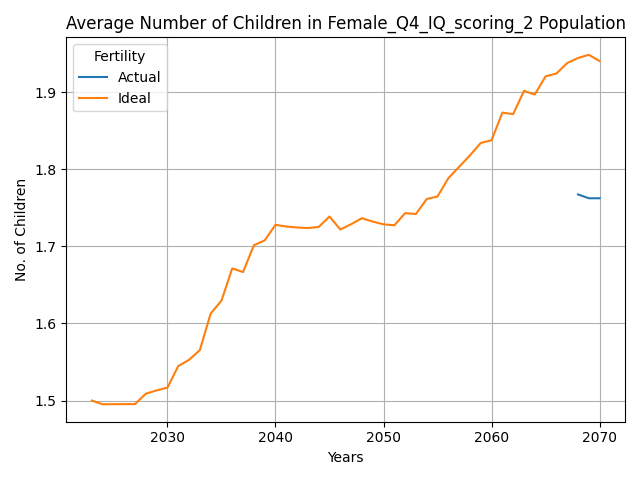 Average Number of Children in Female_Q4_IQ_scoring_2 Population
Fertility
Actual
Ideal
No. of Children
1.9
1.8
1.7
1.6
1.5
2030 2040 2050 2060 2070
Years